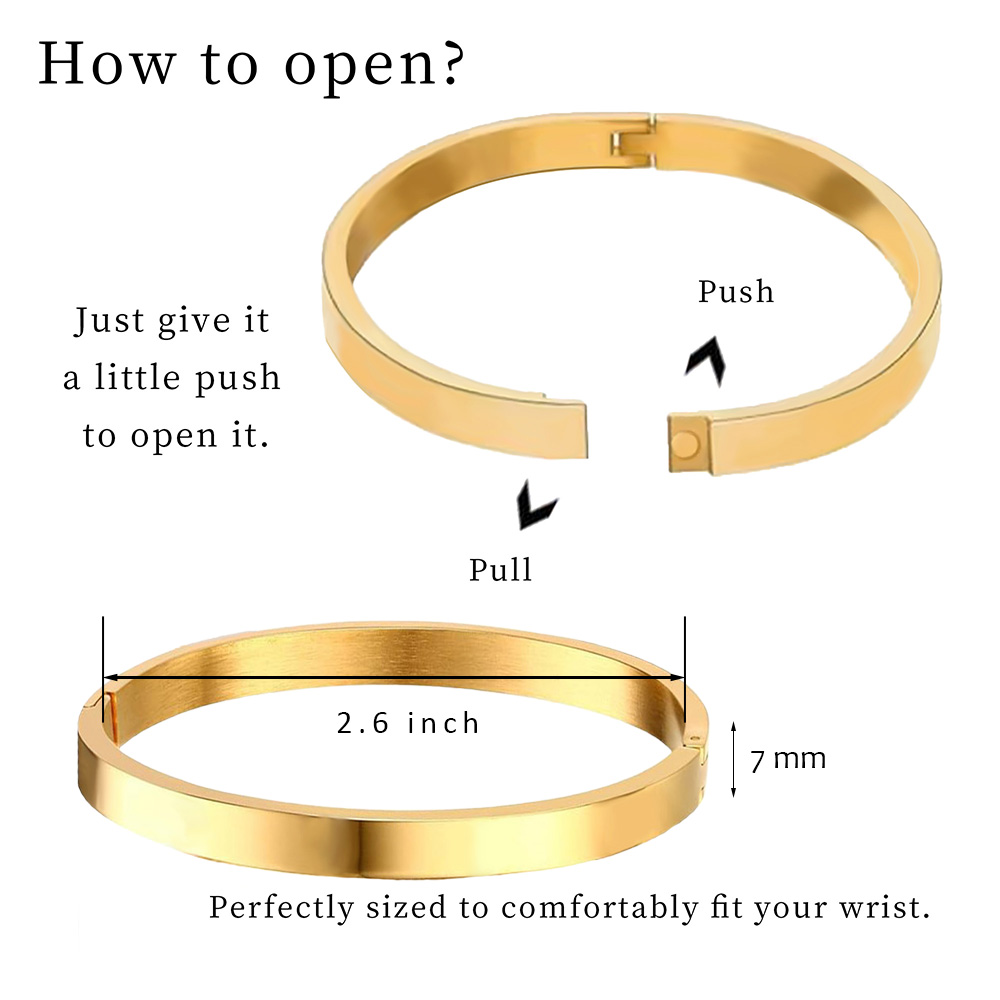 How to open?
Push
Just give it
a little push
to open it.
Pull
2.6 inch
7 mm
Perfectly sized to comfortably fit your wrist.